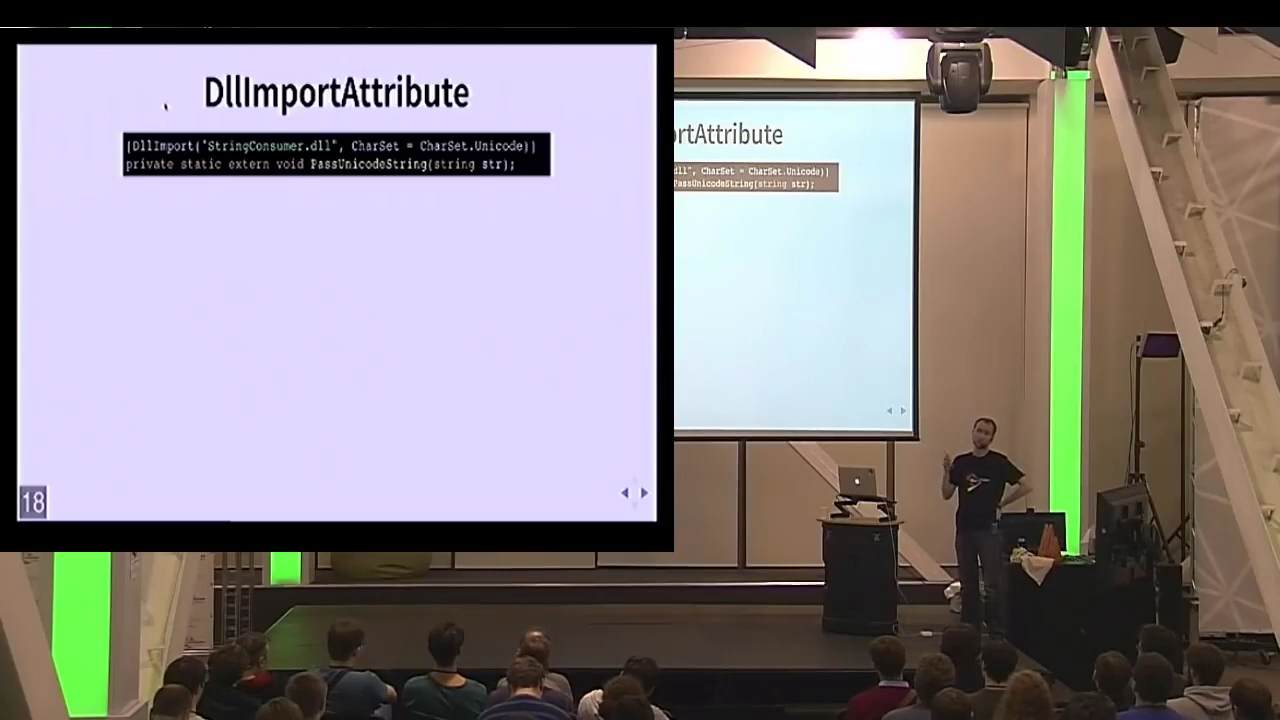 DllImportAttribute
[DllImport("StringConsumer.dll", CharSet = CharSet.Unicode)]
private static extern void PassUnicodeString(string str);
18
rtAttribute
dll", CharSet = CharSet.Unicode)]
PassUnicodeString(string str);